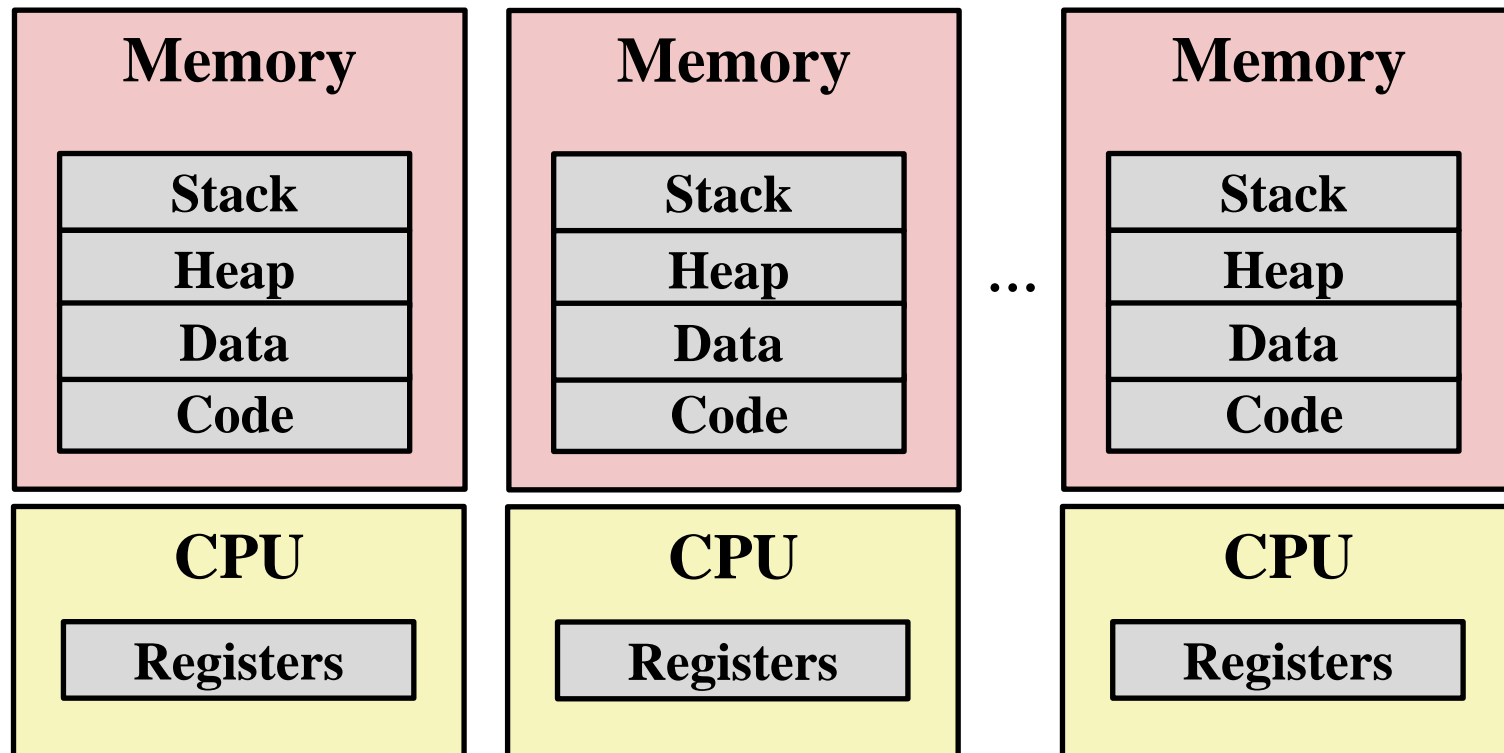 Memory
Stack
Heap
Data
Code
CPU
Registers
Memory
Stack
Heap
Data
Code
CPU
Registers
...
Memory
Stack
Heap
Data
Code
CPU
Registers